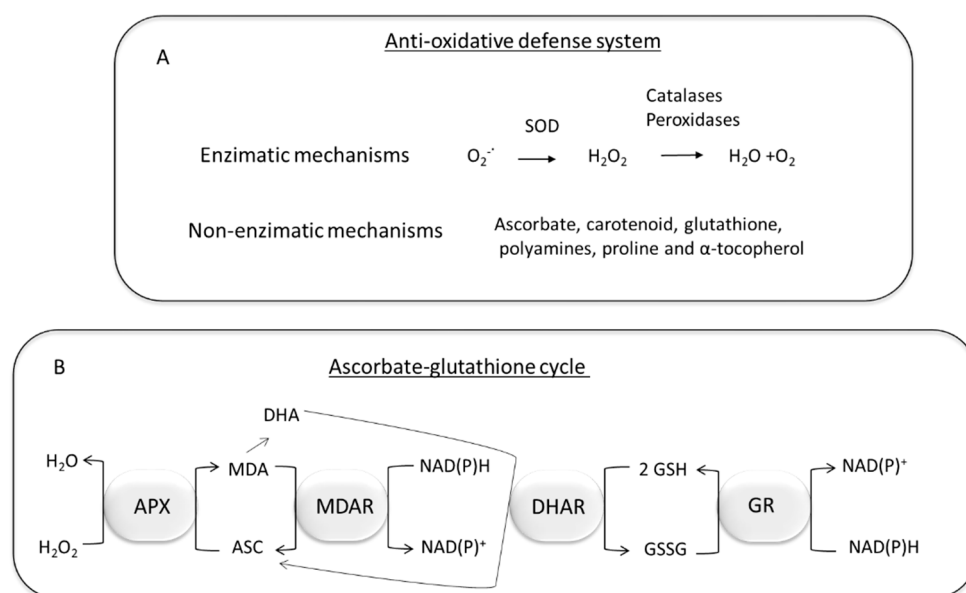 A
Anti-oxidative defense system
Catalases
Peroxidases
SOD
Enzimatic mechanisms
O₂⁻· → H₂O₂ → H₂O +O₂
Non-enzimatic mechanisms
Ascorbate, carotenoid, glutathione,
polyamines, proline and α-tocopherol
B
Ascorbate-glutathione cycle
DHA
H₂O
MDA
NAD(P)H
2 GSH
NAD(P)⁺
APX
MDAR
DHAR
GR
H₂O₂
ASC
NAD(P)⁺
GSSG
NAD(P)H